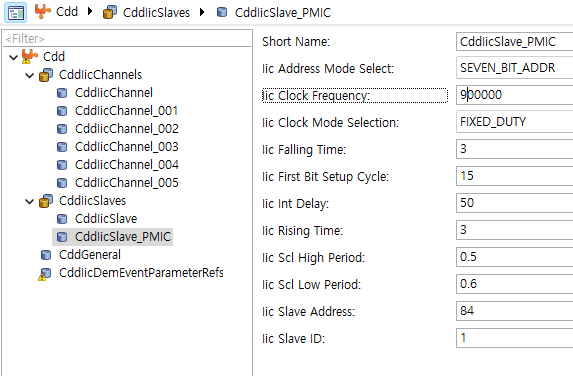 Cdd CddIicSlaves CddIicSlave_PMIC
<Filter>
Cdd
CddIicChannels
CddIicChannel
CddIicChannel_001
CddIicChannel_002
CddIicChannel_003
CddIicChannel_004
CddIicChannel_005
CddIicSlaves
CddIicSlave
CddIicSlave_PMIC
CddGeneral
CddIicDemEventParameterRefs
Short Name: CddIicSlave_PMIC
Iic Address Mode Select: SEVEN_BIT_ADDR
Iic Clock Frequency: 900000
Iic Clock Mode Selection: FIXED_DUTY
Iic Falling Time: 3
Iic First Bit Setup Cycle: 15
Iic Int Delay: 50
Iic Rising Time: 3
Iic Scl High Period: 0.5
Iic Scl Low Period: 0.6
Iic Slave Address: 84
Iic Slave ID: 1